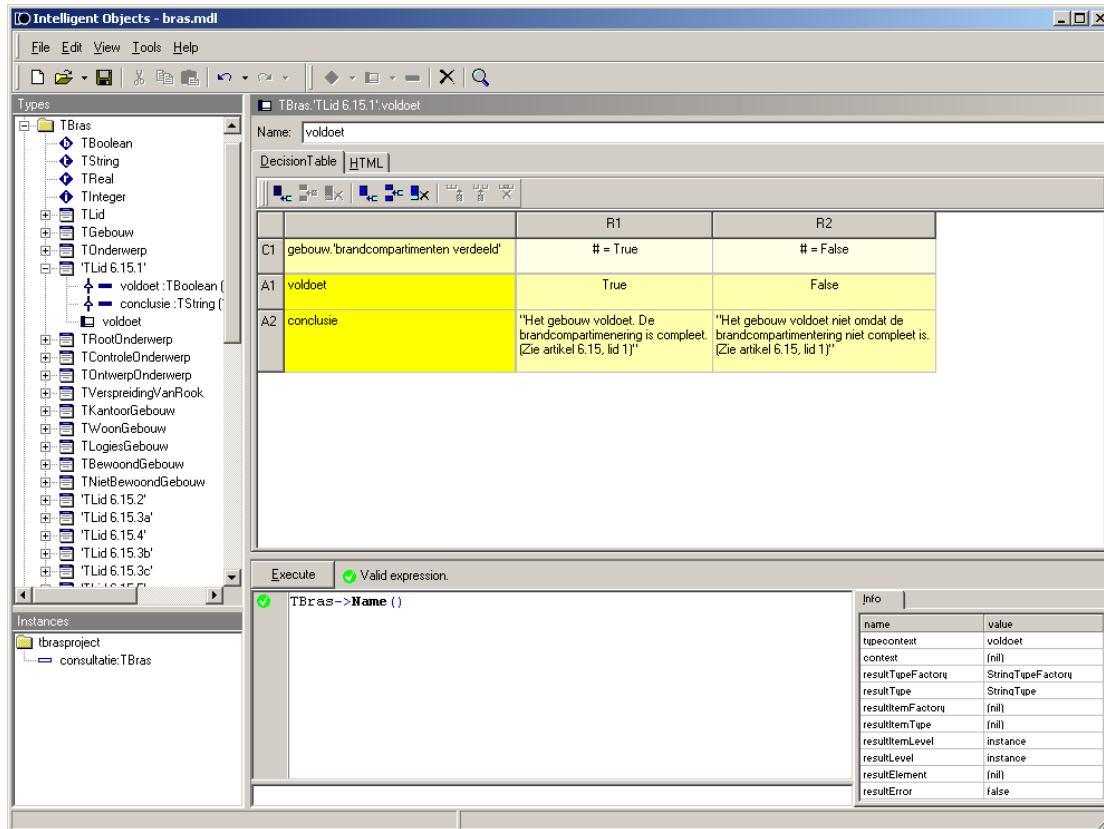 Intelligent Objects - bras.mdl
File Edit View Tools Help
Types
TBras
TBoolean
TString
TReal
TInteger
TLid
TGebouw
TOnderwerp
'TLid 6.15.1'
voldoet :TBoolean (
conclusie :TString (
voldoet
TRootOnderwerp
TControleOnderwerp
TOntwerpOnderwerp
TVerspreidingVanRook
TKantoorGebouw
TWoonGebouw
TLogiesGebouw
TBewoondGebouw
TNietBewoondGebouw
'TLid 6.15.2'
'TLid 6.15.3a'
'TLid 6.15.4'
'TLid 6.15.3b'
'TLid 6.15.3c'
Instances
tbrasproject
consultatie:TBras
TBras.'TLid 6.15.1'.voldoet
Name: voldoet
DecisionTable HTML
R1 R2
C1 gebouw.'brandcompartimenten verdeeld' # = True # = False
A1 voldoet True False
A2 conclusie
"Het gebouw voldoet. De
brandcompartimenering is compleet.
(Zie artikel 6.15, lid 1)"
"Het gebouw voldoet niet omdat de
brandcompartimentering niet compleet is.
(Zie artikel 6.15, lid 1)"
Execute Valid expression.
TBras->Name()
Info
name value
typecontext voldoet
context (nil)
resultTypeFactory StringTypeFactory
resultType StringType
resultItemFactory (nil)
resultItemType (nil)
resultItemLevel instance
resultLevel instance
resultElement (nil)
resultError false